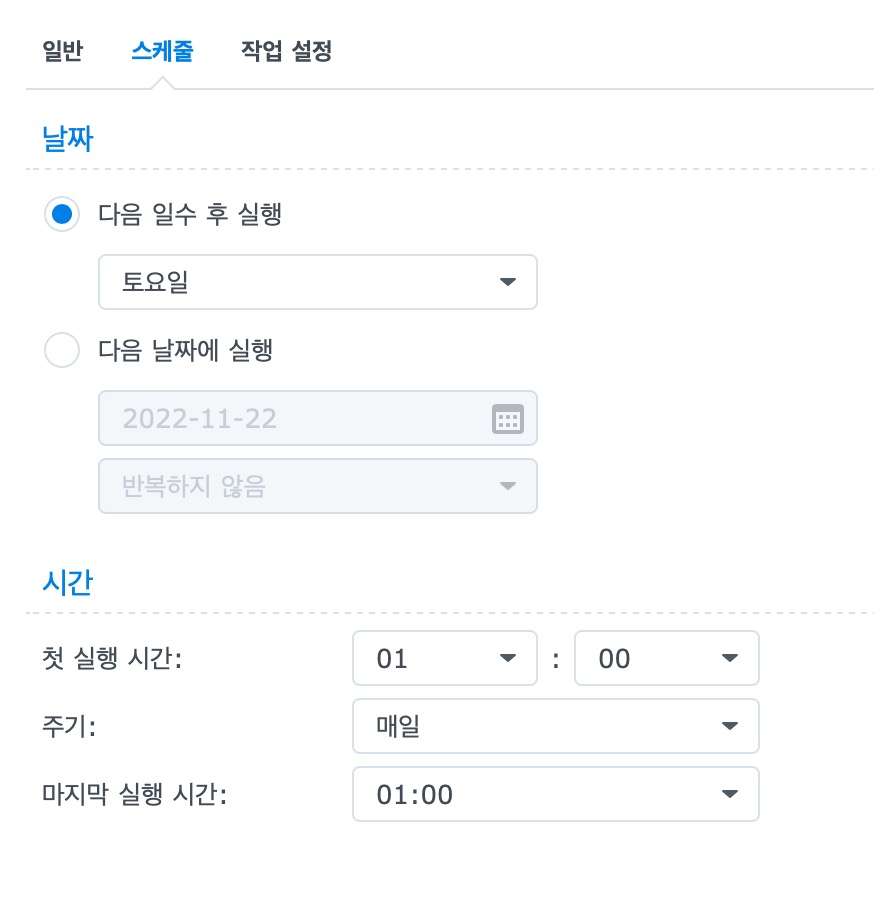 일반 스케줄 작업 설정
날짜
다음 일수 후 실행
토요일
다음 날짜에 실행
2022-11-22
반복하지 않음
시간
첫 실행 시간: 01 : 00
주기: 매일
마지막 실행 시간: 01:00